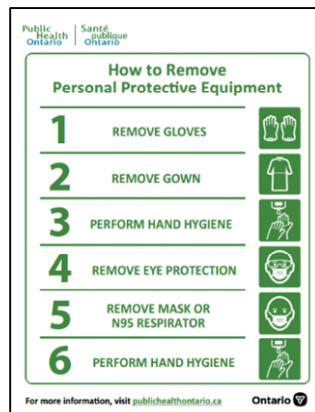 Public Health Ontario
Santé publique Ontario
How to Remove
Personal Protective Equipment
1 REMOVE GLOVES
2 REMOVE GOWN
3 PERFORM HAND HYGIENE
4 REMOVE EYE PROTECTION
5 REMOVE MASK OR
N95 RESPIRATOR
6 PERFORM HAND HYGIENE
For more information, visit publichealthontario.ca
Ontario